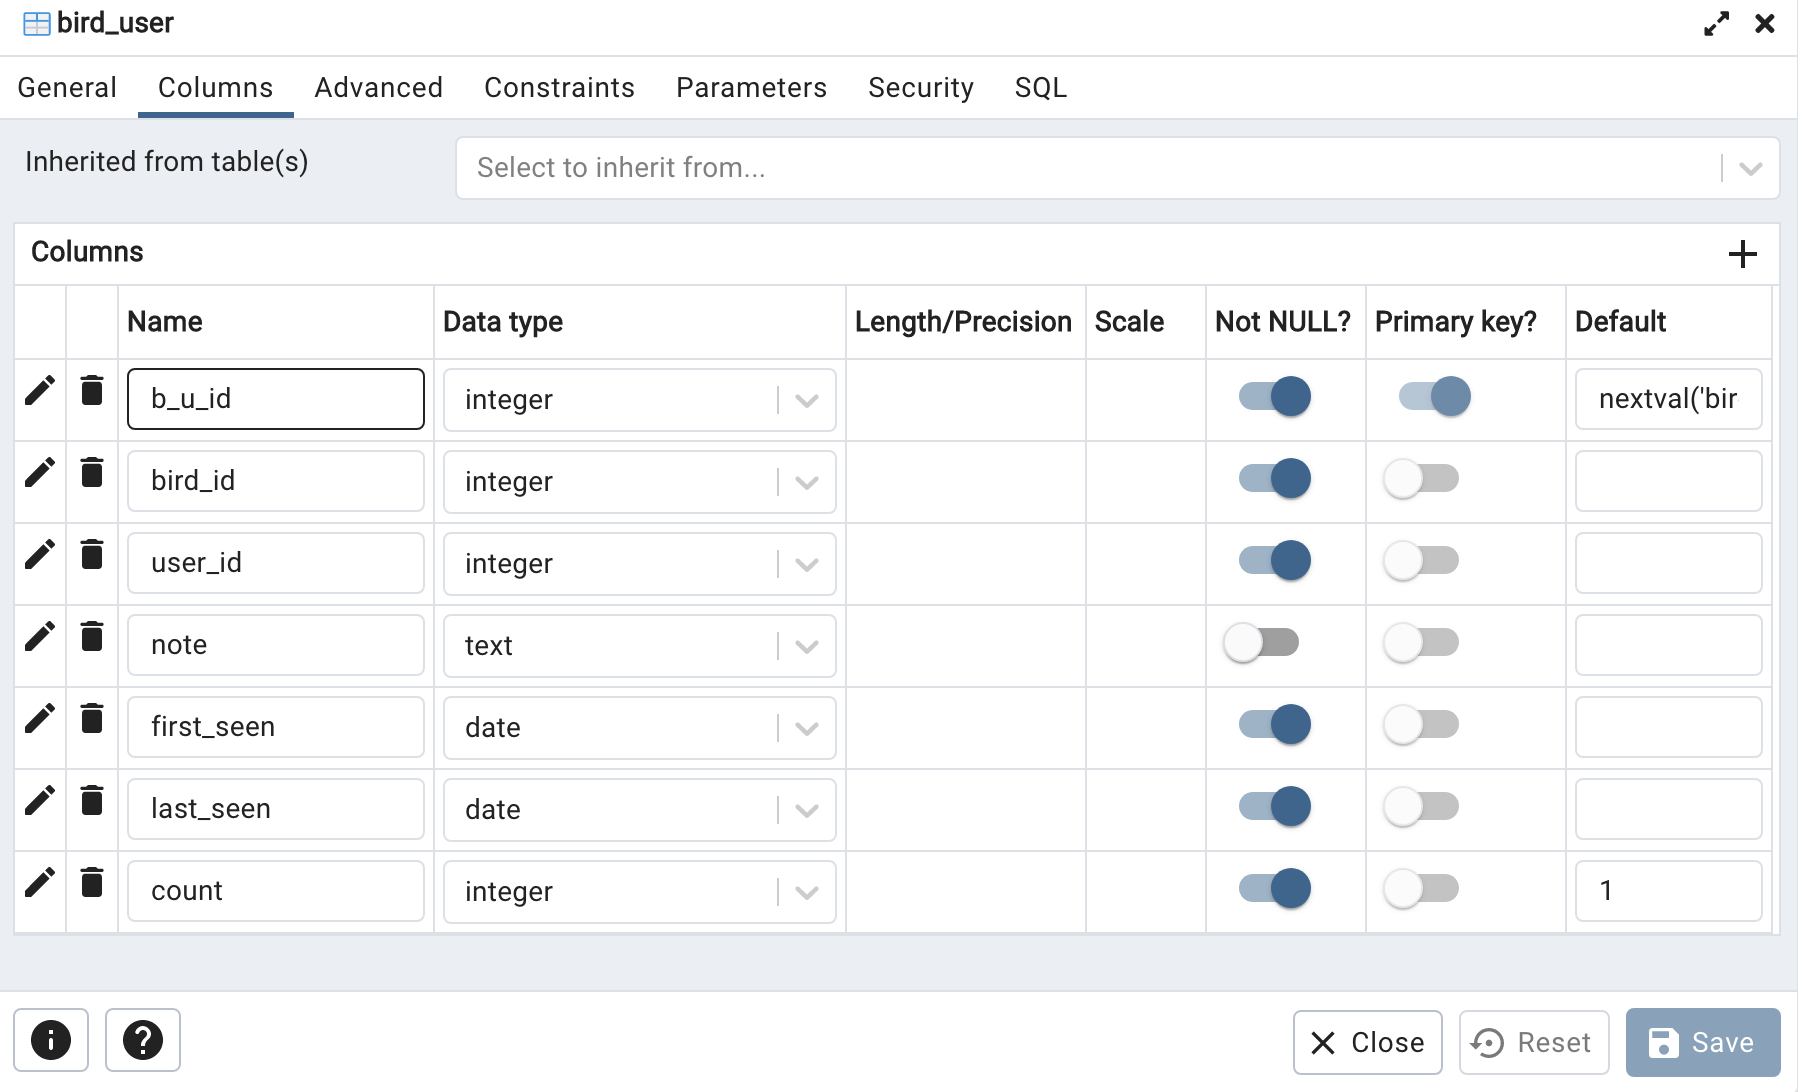 bird_user
General Columns Advanced Constraints Parameters Security SQL
Inherited from table(s) Select to inherit from...
Columns
Name Data type Length/Precision Scale Not NULL? Primary key? Default
b_u_id integer nextval('bir
bird_id integer
user_id integer
note text
first_seen date
last_seen date
count integer 1
Close Reset Save